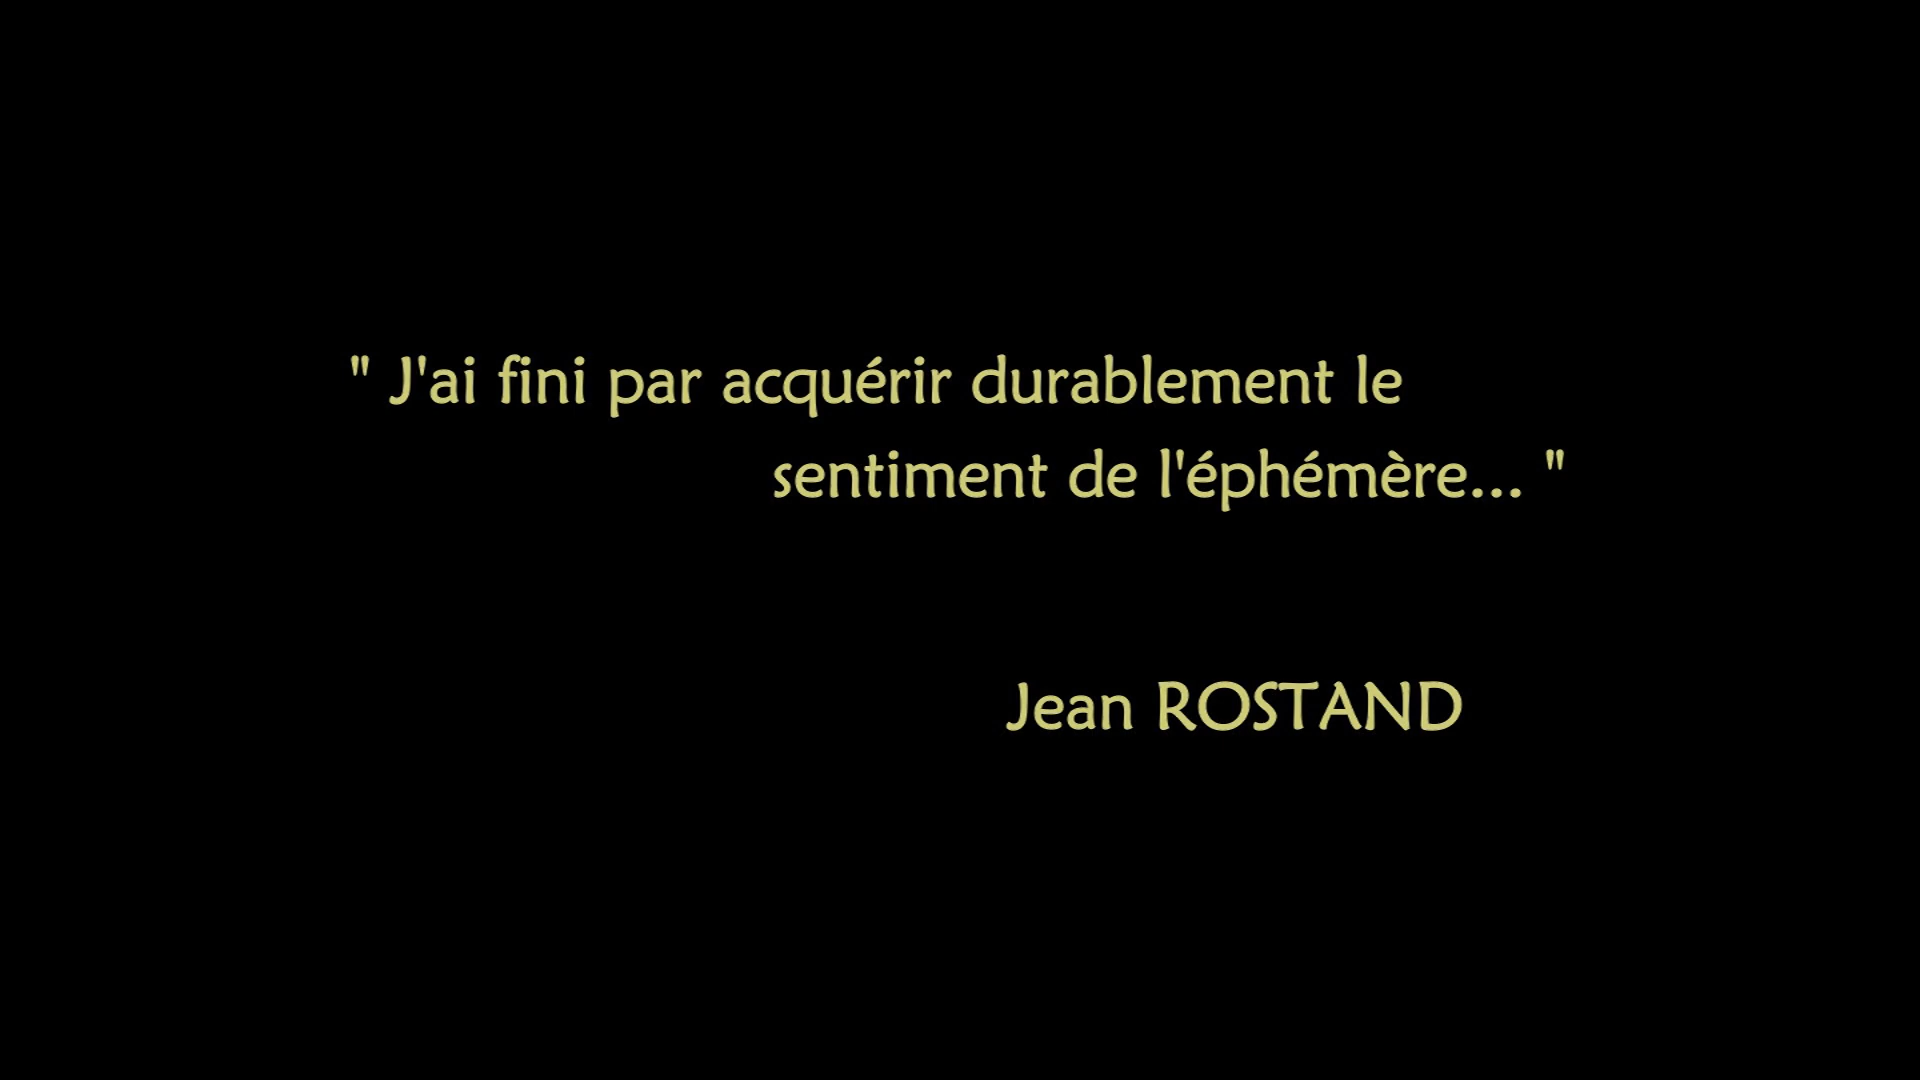 " J'ai fini par acquérir durablement le
sentiment de l'éphémère... "
Jean ROSTAND